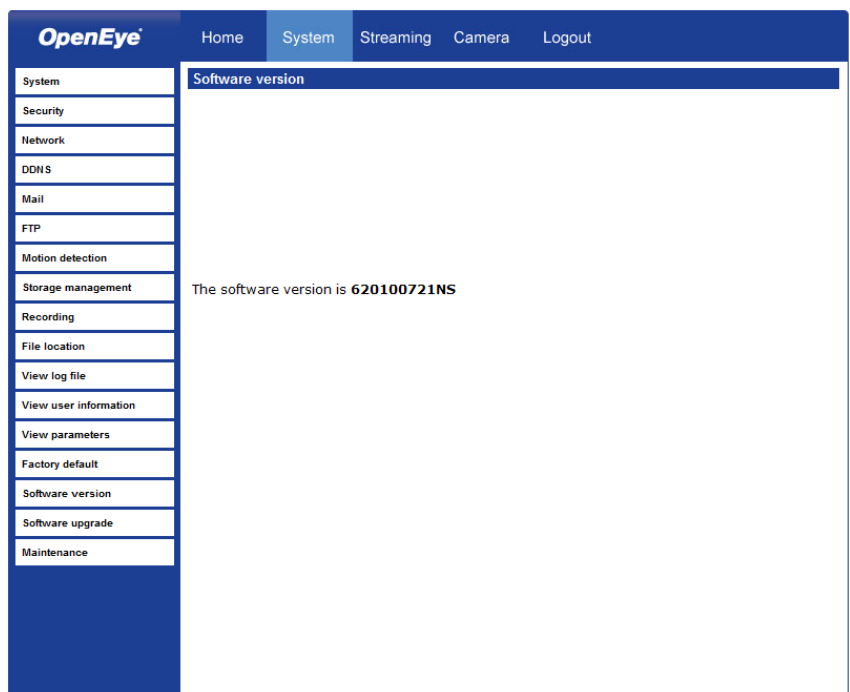 OpenEye
Home System Streaming Camera Logout
System
Security
Network
DDNS
Mail
FTP
Motion detection
Storage management
Recording
File location
View log file
View user information
View parameters
Factory default
Software version
Software upgrade
Maintenance
Software version
The software version is 620100721NS